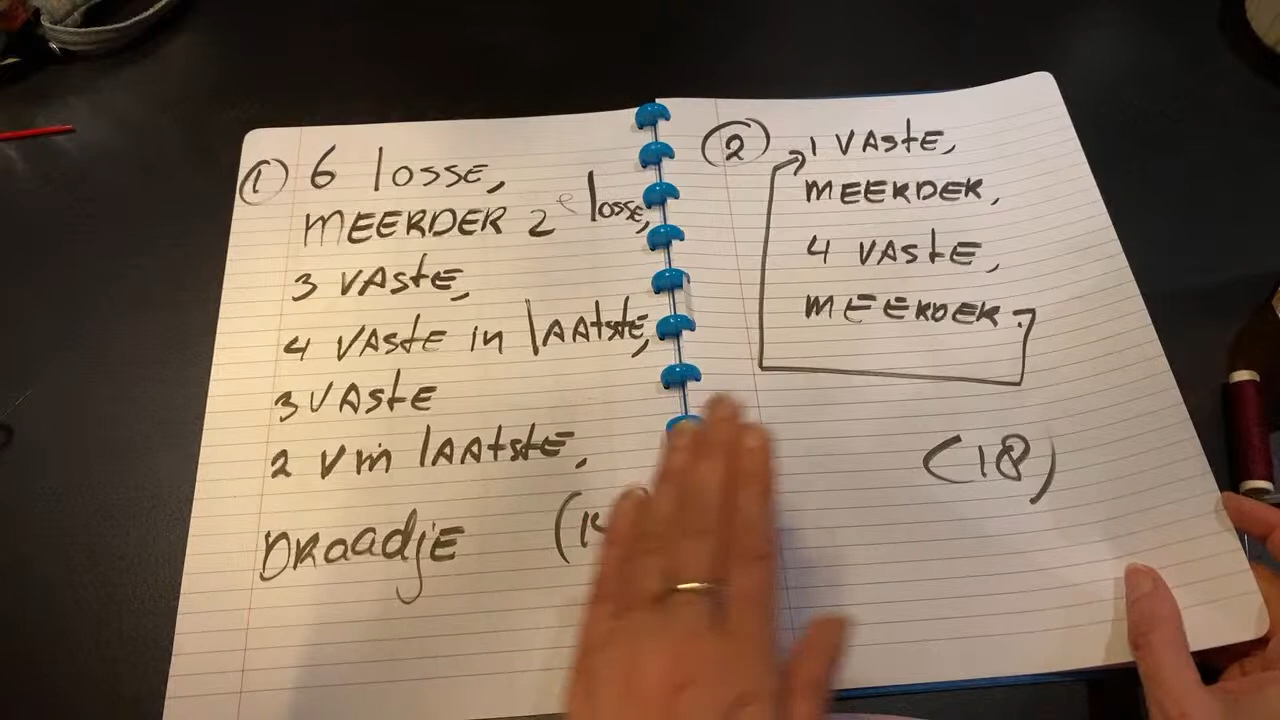 ① 6 losse,
MEERDER 2e losse,
3 VASTE,
4 VASTE in lAAtstE,
3 VASTE
2 V in lAAtstE,
DRAAdjE
② 1 VASTE,
MEERDER,
4 VASTE,
MEERDER
(18)